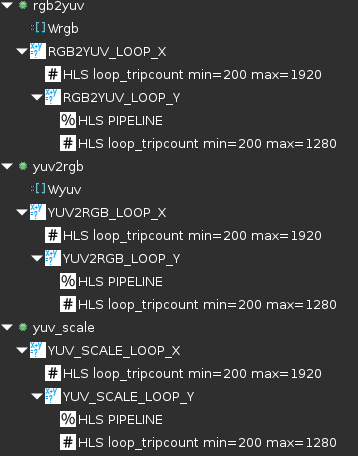 rgb2yuv
Wrgb
RGB2YUV_LOOP_X
# HLS loop_tripcount min=200 max=1920
RGB2YUV_LOOP_Y
% HLS PIPELINE
# HLS loop_tripcount min=200 max=1280
yuv2rgb
Wyuv
YUV2RGB_LOOP_X
# HLS loop_tripcount min=200 max=1920
YUV2RGB_LOOP_Y
% HLS PIPELINE
# HLS loop_tripcount min=200 max=1280
yuv_scale
YUV_SCALE_LOOP_X
# HLS loop_tripcount min=200 max=1920
YUV_SCALE_LOOP_Y
% HLS PIPELINE
# HLS loop_tripcount min=200 max=1280